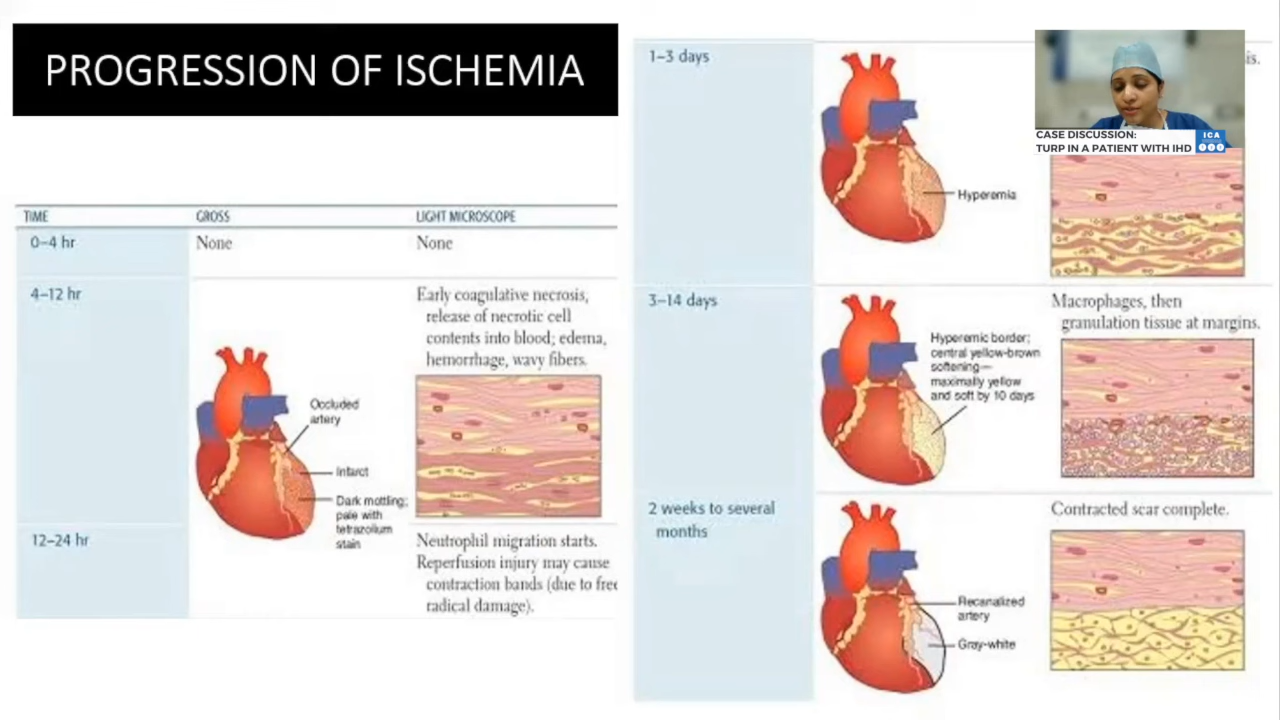 PROGRESSION OF ISCHEMIA
TIME
GROSS
LIGHT MICROSCOPE
0–4 hr
None
None
4–12 hr
Early coagulative necrosis,
release of necrotic cell
contents into blood; edema,
hemorrhage, wavy fibers.
Occluded
artery
Infarct
Dark mottling;
pale with
tetrazolium
stain
12–24 hr
Neutrophil migration starts.
Reperfusion injury may cause
contraction bands (due to free
radical damage).
1–3 days
Hyperemia
CASE DISCUSSION:
TURP IN A PATIENT WITH IHD
ICA
3–14 days
Hyperemic border;
central yellow-brown
softening—
maximally yellow
and soft by 10 days
Macrophages, then
granulation tissue at margins.
2 weeks to several
months
Recanalized
artery
Gray-white
Contracted scar complete.